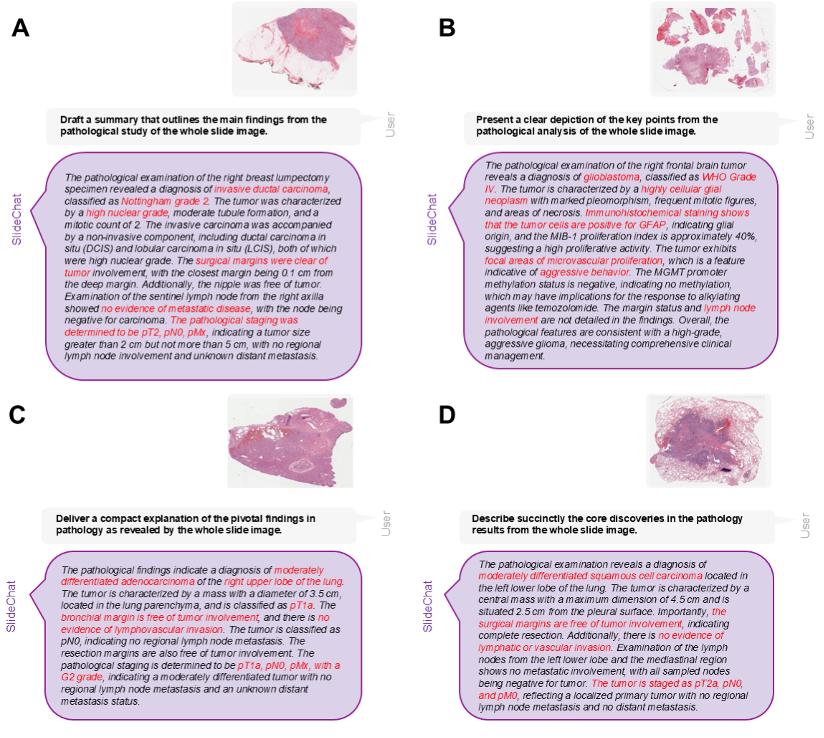 A
Draft a summary that outlines the main findings from the
pathological study of the whole slide image.
User
SlideChat
The pathological examination of the right breast lumpectomy
specimen revealed a diagnosis of invasive ductal carcinoma,
classified as Nottingham grade 2. The tumor was characterized
by a high nuclear grade, moderate tubule formation, and a
mitotic count of 2. The invasive carcinoma was accompanied
by a non-invasive component, including ductal carcinoma in
situ (DCIS) and lobular carcinoma in situ (LCIS), both of which
were high nuclear grade. The surgical margins were clear of
tumor involvement, with the closest margin being 0.1 cm from
the deep margin. Additionally, the nipple was free of tumor.
Examination of the sentinel lymph node from the right axilla
showed no evidence of metastatic disease, with the node being
negative for carcinoma. The pathological staging was
determined to be pT2, pN0, pMx, indicating a tumor size
greater than 2 cm but not more than 5 cm, with no regional
lymph node involvement and unknown distant metastasis.
B
Present a clear depiction of the key points from the
pathological analysis of the whole slide image.
User
SlideChat
The pathological examination of the right frontal brain tumor
reveals a diagnosis of glioblastoma, classified as WHO Grade
IV. The tumor is characterized by a highly cellular glial
neoplasm with marked pleomorphism, frequent mitotic figures,
and areas of necrosis. Immunohistochemical staining shows
that the tumor cells are positive for GFAP, indicating glial
origin, and the MIB-1 proliferation index is approximately 40%,
suggesting a high proliferative activity. The tumor exhibits
focal areas of microvascular proliferation, which is a feature
indicative of aggressive behavior. The MGMT promoter
methylation status is negative, indicating no methylation,
which may have implications for the response to alkylating
agents like temozolomide. The margin status and lymph node
involvement are not detailed in the findings. Overall, the
pathological features are consistent with a high-grade,
aggressive glioma, necessitating comprehensive clinical
management.
C
Deliver a compact explanation of the pivotal findings in
pathology as revealed by the whole slide image.
User
SlideChat
The pathological findings indicate a diagnosis of moderately
differentiated adenocarcinoma of the right upper lobe of the lung.
The tumor is characterized by a mass with a diameter of 3.5 cm,
located in the lung parenchyma, and is classified as pT1a. The
bronchial margin is free of tumor involvement, and there is no
evidence of lymphovascular invasion. The tumor is classified as
pN0, indicating no regional lymph node metastasis. The
resection margins are also free of tumor involvement. The
pathological staging is determined to be pT1a, pN0, pMx, with a
G2 grade, indicating a moderately differentiated tumor with no
regional lymph node metastasis and an unknown distant
metastasis status.
D
Describe succinctly the core discoveries in the pathology
results from the whole slide image.
User
SlideChat
The pathological examination reveals a diagnosis of
moderately differentiated squamous cell carcinoma located in
the left lower lobe of the lung. The tumor is characterized by a
central mass with a maximum dimension of 4.5 cm and is
situated 2.5 cm from the pleural surface. Importantly, the
surgical margins are free of tumor involvement, indicating
complete resection. Additionally, there is no evidence of
lymphatic or vascular invasion. Examination of the lymph
nodes from the left lower lobe and the mediastinal region
shows no metastatic involvement, with all sampled nodes
being negative for tumor. The tumor is staged as pT2a, pN0,
and pM0, reflecting a localized primary tumor with no regional
lymph node metastasis and no distant metastasis.